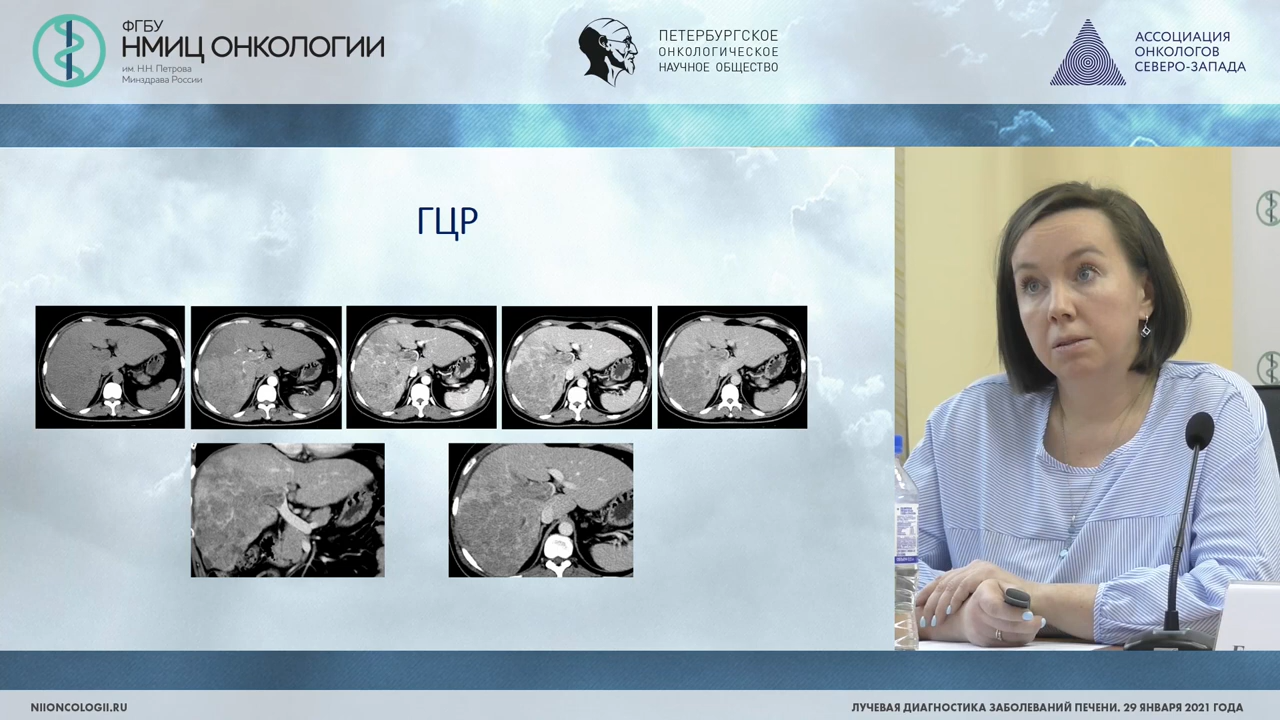 ФГБУ
НМИЦ ОНКОЛОГИИ
им. Н.Н. Петрова
Минздрава России
ПЕТЕРБУРГСКОЕ
ОНКОЛОГИЧЕСКОЕ
НАУЧНОЕ ОБЩЕСТВО
АССОЦИАЦИЯ
ОНКОЛОГОВ
СЕВЕРО-ЗАПАДА
ГЦР
NIIONCOLOGII.RU
ЛУЧЕВАЯ ДИАГНОСТИКА ЗАБОЛЕВАНИЙ ПЕЧЕНИ. 29 ЯНВАРЯ 2021 ГОДА